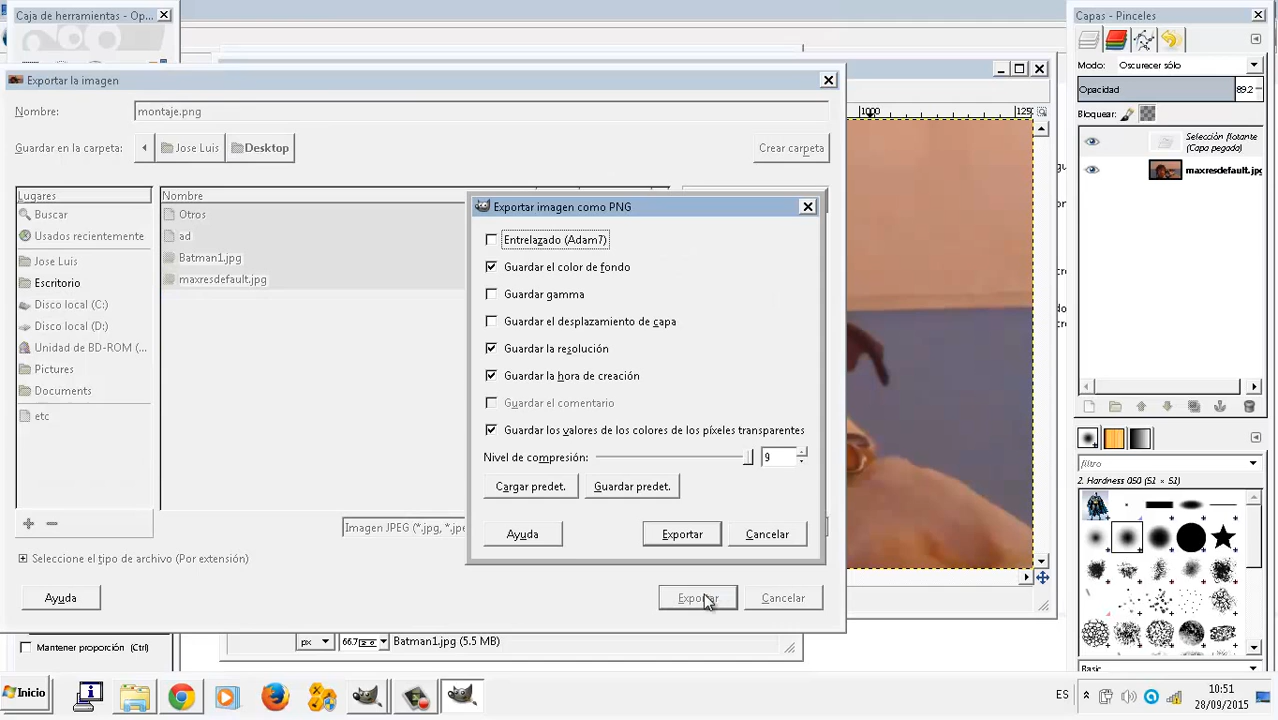 Caja de herramientas - Op...
Capas - Pinceles
Modo: Oscurecer sólo
Opacidad 89.2
Bloquear:
Selección flotante
(Capa pegada)
maxresdefault.jpg
Exportar la imagen
Nombre: montaje.png
Guardar en la carpeta: Jose Luis Desktop Crear carpeta
1000 125
Lugares
Buscar
Usados recientemente
Jose Luis
Escritorio
Disco local (C:)
Disco local (D:)
Unidad de BD-ROM (...
Pictures
Documents
etc
Nombre
Otros
ad
Batman1.jpg
maxresdefault.jpg
Exportar imagen como PNG
Entrelazado (Adam7)
Guardar el color de fondo
Guardar gamma
Guardar el desplazamiento de capa
Guardar la resolución
Guardar la hora de creación
Guardar el comentario
Guardar los valores de los colores de los píxeles transparentes
Nivel de compresión: 9
Cargar predet. Guardar predet.
Ayuda Exportar Cancelar
Imagen JPEG (*.jpg, *.jpe
Seleccione el tipo de archivo (Por extensión)
Ayuda Exportar Cancelar
filtro
2. Hardness 050 (51 × 51)
Basic
Mantener proporción (Ctrl)
px 66.7 Batman1.jpg (5.5 MB)
Inicio
ES
10:51
28/09/2015